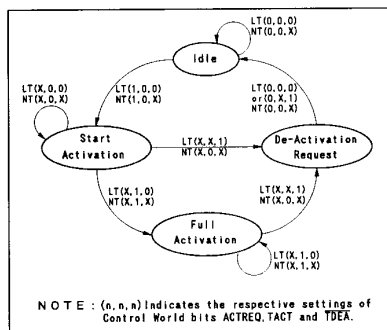 LT(0,0,0)
NT(0,0,X)
Idle
LT(X,0,0)
NT(X,0,X)
LT(1,0,0)
NT(1,0,X)
LT(0,0,0)
or(0,X,1)
NT(0,0,X)
Start
Activation
LT(X,X,1)
NT(X,0,X)
De-Activation
Request
LT(X,1,0)
NT(X,1,X)
LT(X,X,1)
NT(X,0,X)
Full
Activation
LT(X,1,0)
NT(X,1,X)
NOTE : (n,n,n) Indicates the respective settings of
Control World bits ACTREQ, TACT and TDEA.